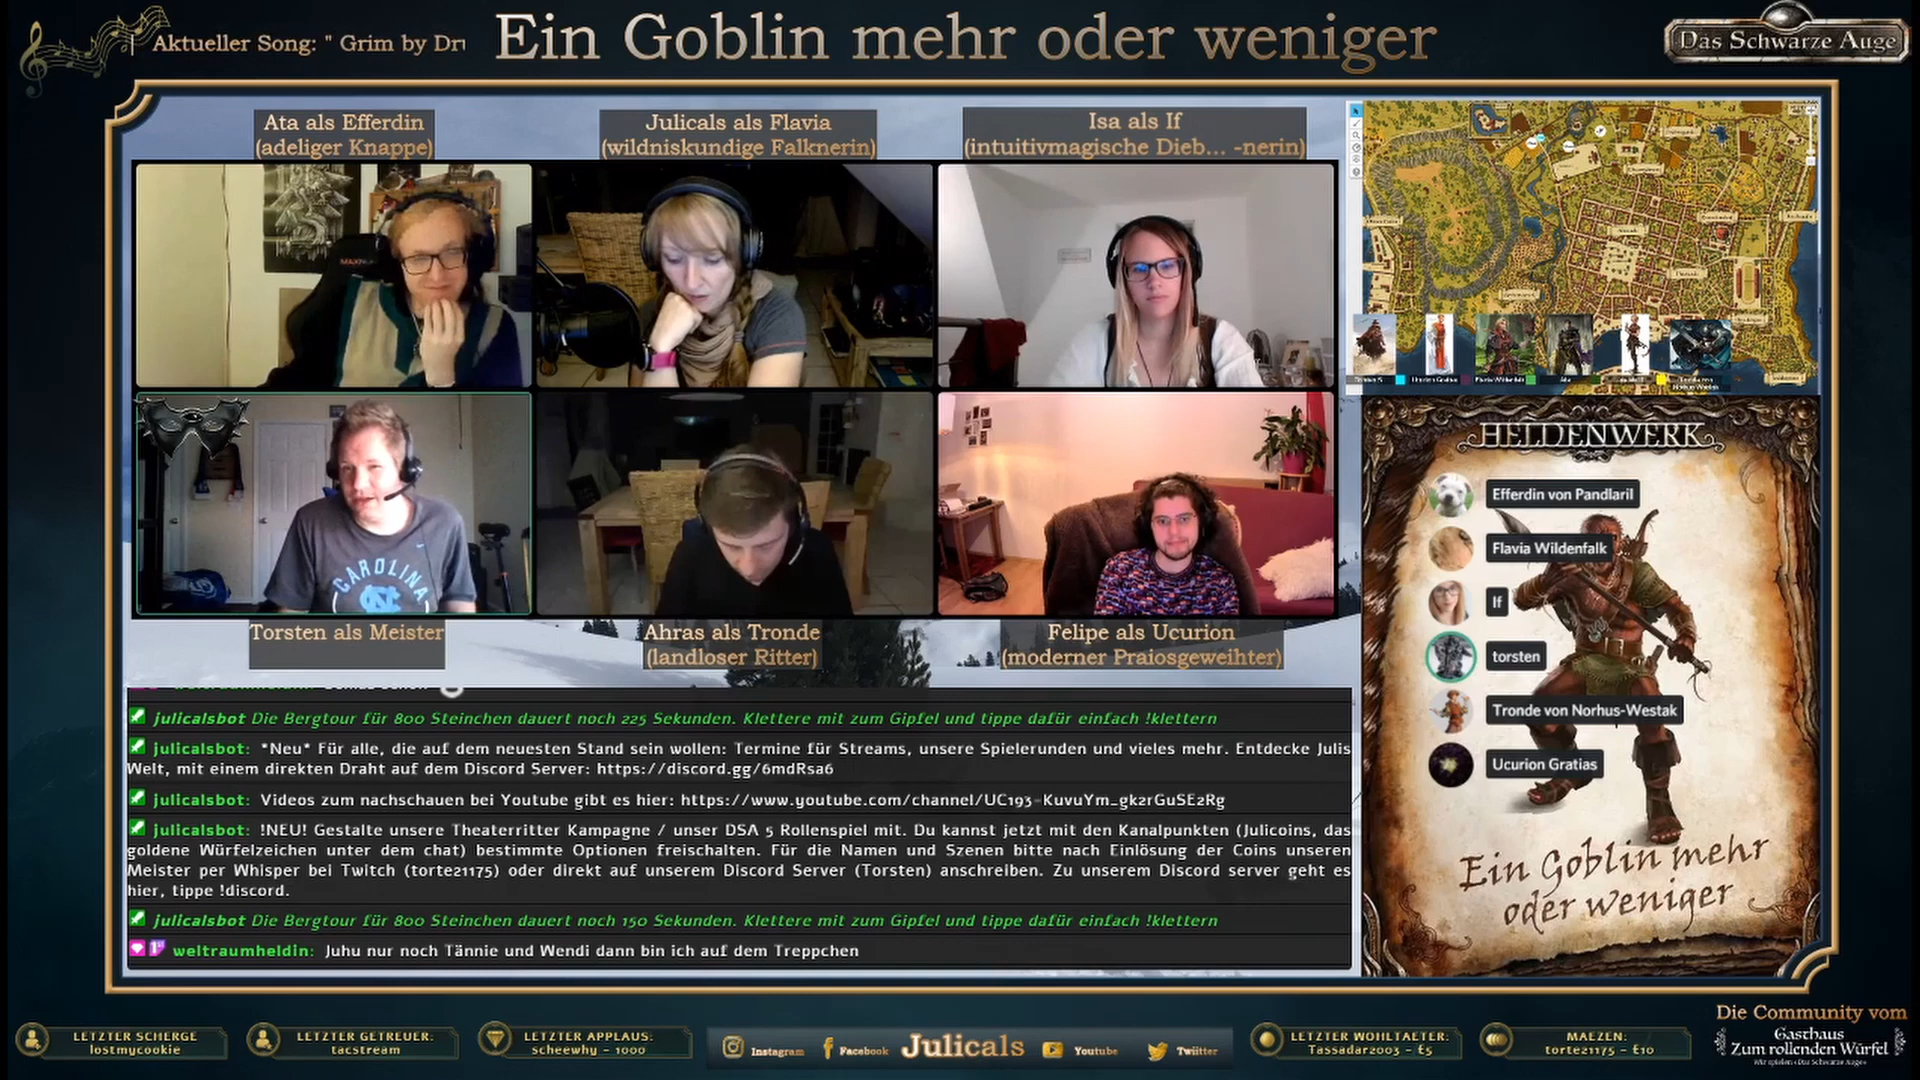 Aktueller Song: " Grim by Dr
Ein Goblin mehr oder weniger
Das Schwarze Auge
Ata als Efferdin
(adeliger Knappe)
Julicals als Flavia
(wildniskundige Falknerin)
Isa als If
(intuitivmagische Dieb... -nerin)
CAROLINA
Torsten als Meister
Ahras als Tronde
(landloser Ritter)
Felipe als Ucurion
(moderner Praiosgeweihter)
HELDENWERK
Efferdin von Pandlaril
Flavia Wildenfalk
If
torsten
Tronde von Norhus-Westak
Ucurion Gratias
Ein Goblin mehr
oder weniger
julicalsbot Die Bergtour für 800 Steinchen dauert noch 225 Sekunden. Klettere mit zum Gipfel und tippe dafür einfach !klettern
julicalsbot: *Neu* Für alle, die auf dem neuesten Stand sein wollen: Termine für Streams, unsere Spielerunden und vieles mehr. Entdecke Julis
Welt, mit einem direkten Draht auf dem Discord Server: https://discord.gg/6mdRsa6
julicalsbot: Videos zum nachschauen bei Youtube gibt es hier: https://www.youtube.com/channel/UC193-KuvuYm_gk2rGuSE2Rg
julicalsbot: !NEU! Gestalte unsere Theaterritter Kampagne / unser DSA 5 Rollenspiel mit. Du kannst jetzt mit den Kanalpunkten (Julicoins, das
goldene Würfelzeichen unter dem chat) bestimmte Optionen freischalten. Für die Namen und Szenen bitte nach Einlösung der Coins unseren
Meister per Whisper bei Twitch (torte21175) oder direkt auf unserem Discord Server (Torsten) anschreiben. Zu unserem Discord server geht es
hier, tippe !discord.
julicalsbot Die Bergtour für 800 Steinchen dauert noch 150 Sekunden. Klettere mit zum Gipfel und tippe dafür einfach !klettern
weltraumheldin: Juhu nur noch Tännie und Wendi dann bin ich auf dem Treppchen
LETZTER SCHERGE
lostmycookie
LETZTER GETREUER:
tacstream
LETZTER APPLAUS:
scheewhy - 1000
Instagram
Facebook
Julicals
Youtube
Twiitter
LETZTER WOHLTAETER:
Tassadar2003 - £5
MAEZEN:
torte21175 - £10
Die Community vom
Gasthaus
Zum rollenden Würfel
Wir spielen «Das Schwarze Auge»